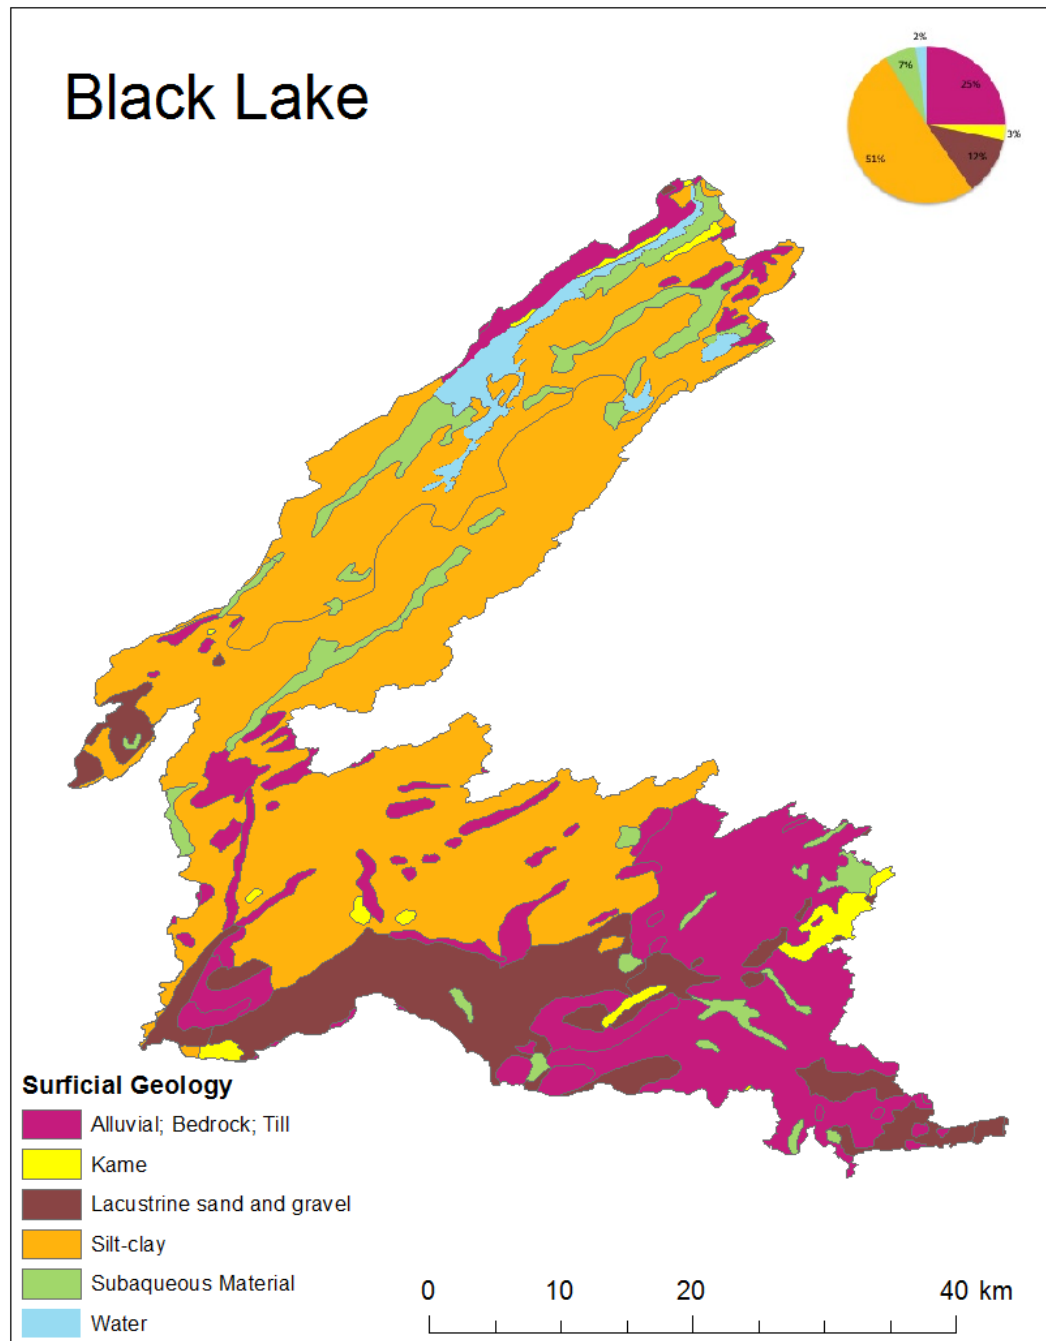 Black Lake
2%
7%
25%
3%
12%
51%
Surficial Geology
Alluvial; Bedrock; Till
Kame
Lacustrine sand and gravel
Silt-clay
Subaqueous Material
Water
0 10 20 40 km